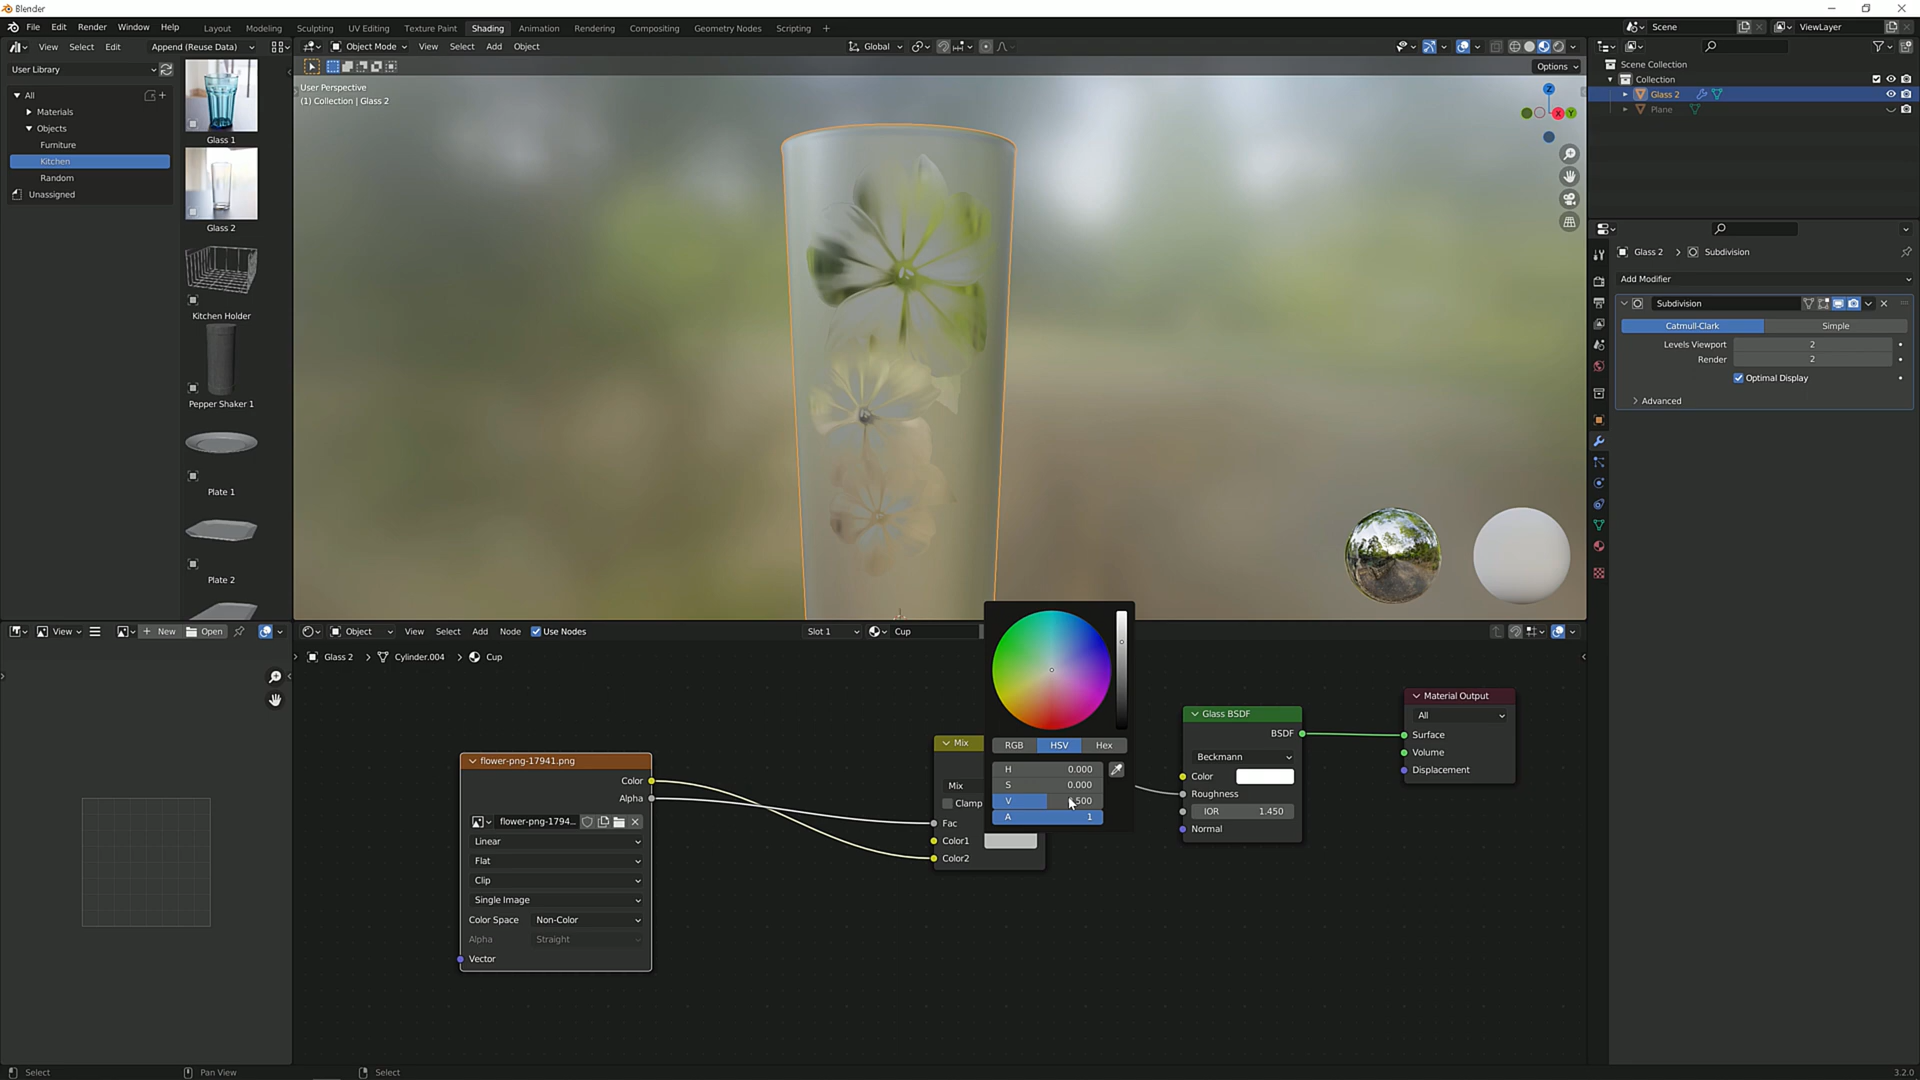 Blender
File Edit Render Window Help
Layout Modeling Sculpting UV Editing Texture Paint Shading Animation Rendering Compositing Geometry Nodes Scripting +
Scene ViewLayer
View Select Edit Append (Reuse Data)
Object Mode View Select Add Object Global
User Library
Options
All
Materials
Objects
Furniture
Kitchen
Random
Unassigned
Glass 1
Glass 2
Kitchen Holder
Pepper Shaker 1
Plate 1
Plate 2
User Perspective
(1) Collection | Glass 2
Z
X
Y
Scene Collection
Collection
Glass 2
Plane
Glass 2 > Subdivision
Add Modifier
Subdivision
Catmull-Clark Simple
Levels Viewport 2
Render 2
Optimal Display
Advanced
View + New Open
Object View Select Add Node Use Nodes Slot 1 Cup
Glass 2 > Cylinder.004 > Cup
flower-png-17941.png
Color
Alpha
flower-png-1794...
Linear
Flat
Clip
Single Image
Color Space Non-Color
Alpha Straight
Vector
Mix
Mix
Clamp
Fac
Color1
Color2
RGB HSV Hex
H 0.000
S 0.000
V
A 1
Glass BSDF
BSDF
Beckmann
Color
Roughness
IOR 1.450
Normal
Material Output
All
Surface
Volume
Displacement
Select Pan View Select 3.2.0